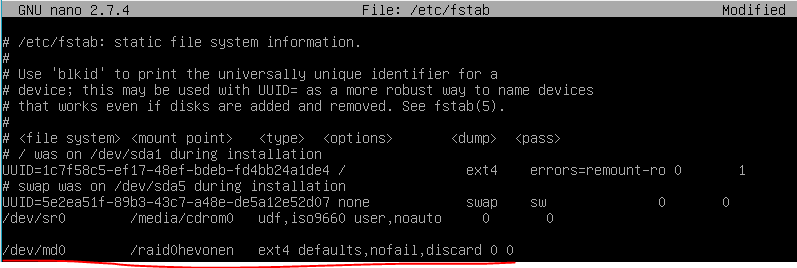 GNU nano 2.7.4 File: /etc/fstab Modified
# /etc/fstab: static file system information.
#
# Use 'blkid' to print the universally unique identifier for a
# device; this may be used with UUID= as a more robust way to name devices
# that works even if disks are added and removed. See fstab(5).
#
# <file system> <mount point> <type> <options> <dump> <pass>
# / was on /dev/sda1 during installation
UUID=1c7f58c5-ef17-48ef-bdeb-fd4bb24a1de4 / ext4 errors=remount-ro 0 1
# swap was on /dev/sda5 during installation
UUID=5e2ea51f-89b3-43c7-a48e-de5a12e52d07 none swap sw 0 0
/dev/sr0 /media/cdrom0 udf,iso9660 user,noauto 0 0
/dev/md0 /raid0hevonen ext4 defaults,nofail,discard 0 0